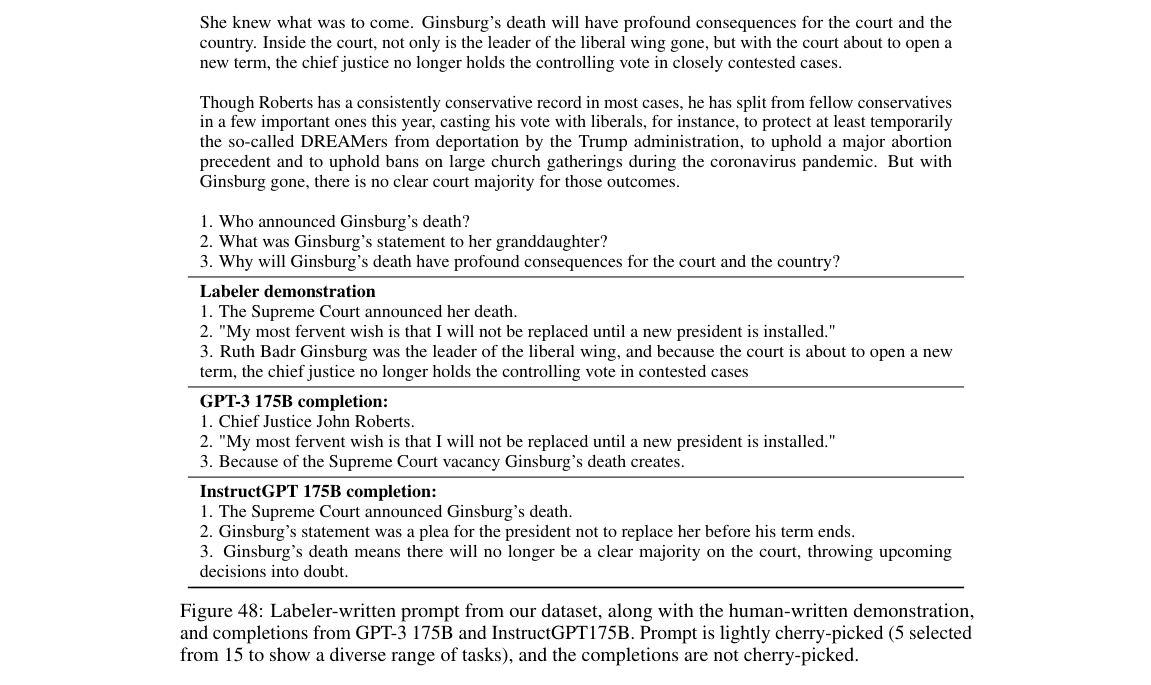 She knew what was to come. Ginsburg’s death will have profound consequences for the court and the
country. Inside the court, not only is the leader of the liberal wing gone, but with the court about to open a
new term, the chief justice no longer holds the controlling vote in closely contested cases.
Though Roberts has a consistently conservative record in most cases, he has split from fellow conservatives
in a few important ones this year, casting his vote with liberals, for instance, to protect at least temporarily
the so-called DREAMers from deportation by the Trump administration, to uphold a major abortion
precedent and to uphold bans on large church gatherings during the coronavirus pandemic. But with
Ginsburg gone, there is no clear court majority for those outcomes.
1. Who announced Ginsburg’s death?
2. What was Ginsburg’s statement to her granddaughter?
3. Why will Ginsburg’s death have profound consequences for the court and the country?
Labeler demonstration
1. The Supreme Court announced her death.
2. "My most fervent wish is that I will not be replaced until a new president is installed."
3. Ruth Badr Ginsburg was the leader of the liberal wing, and because the court is about to open a new
term, the chief justice no longer holds the controlling vote in contested cases
GPT-3 175B completion:
1. Chief Justice John Roberts.
2. "My most fervent wish is that I will not be replaced until a new president is installed."
3. Because of the Supreme Court vacancy Ginsburg’s death creates.
InstructGPT 175B completion:
1. The Supreme Court announced Ginsburg’s death.
2. Ginsburg’s statement was a plea for the president not to replace her before his term ends.
3. Ginsburg’s death means there will no longer be a clear majority on the court, throwing upcoming
decisions into doubt.
Figure 48: Labeler-written prompt from our dataset, along with the human-written demonstration,
and completions from GPT-3 175B and InstructGPT175B. Prompt is lightly cherry-picked (5 selected
from 15 to show a diverse range of tasks), and the completions are not cherry-picked.